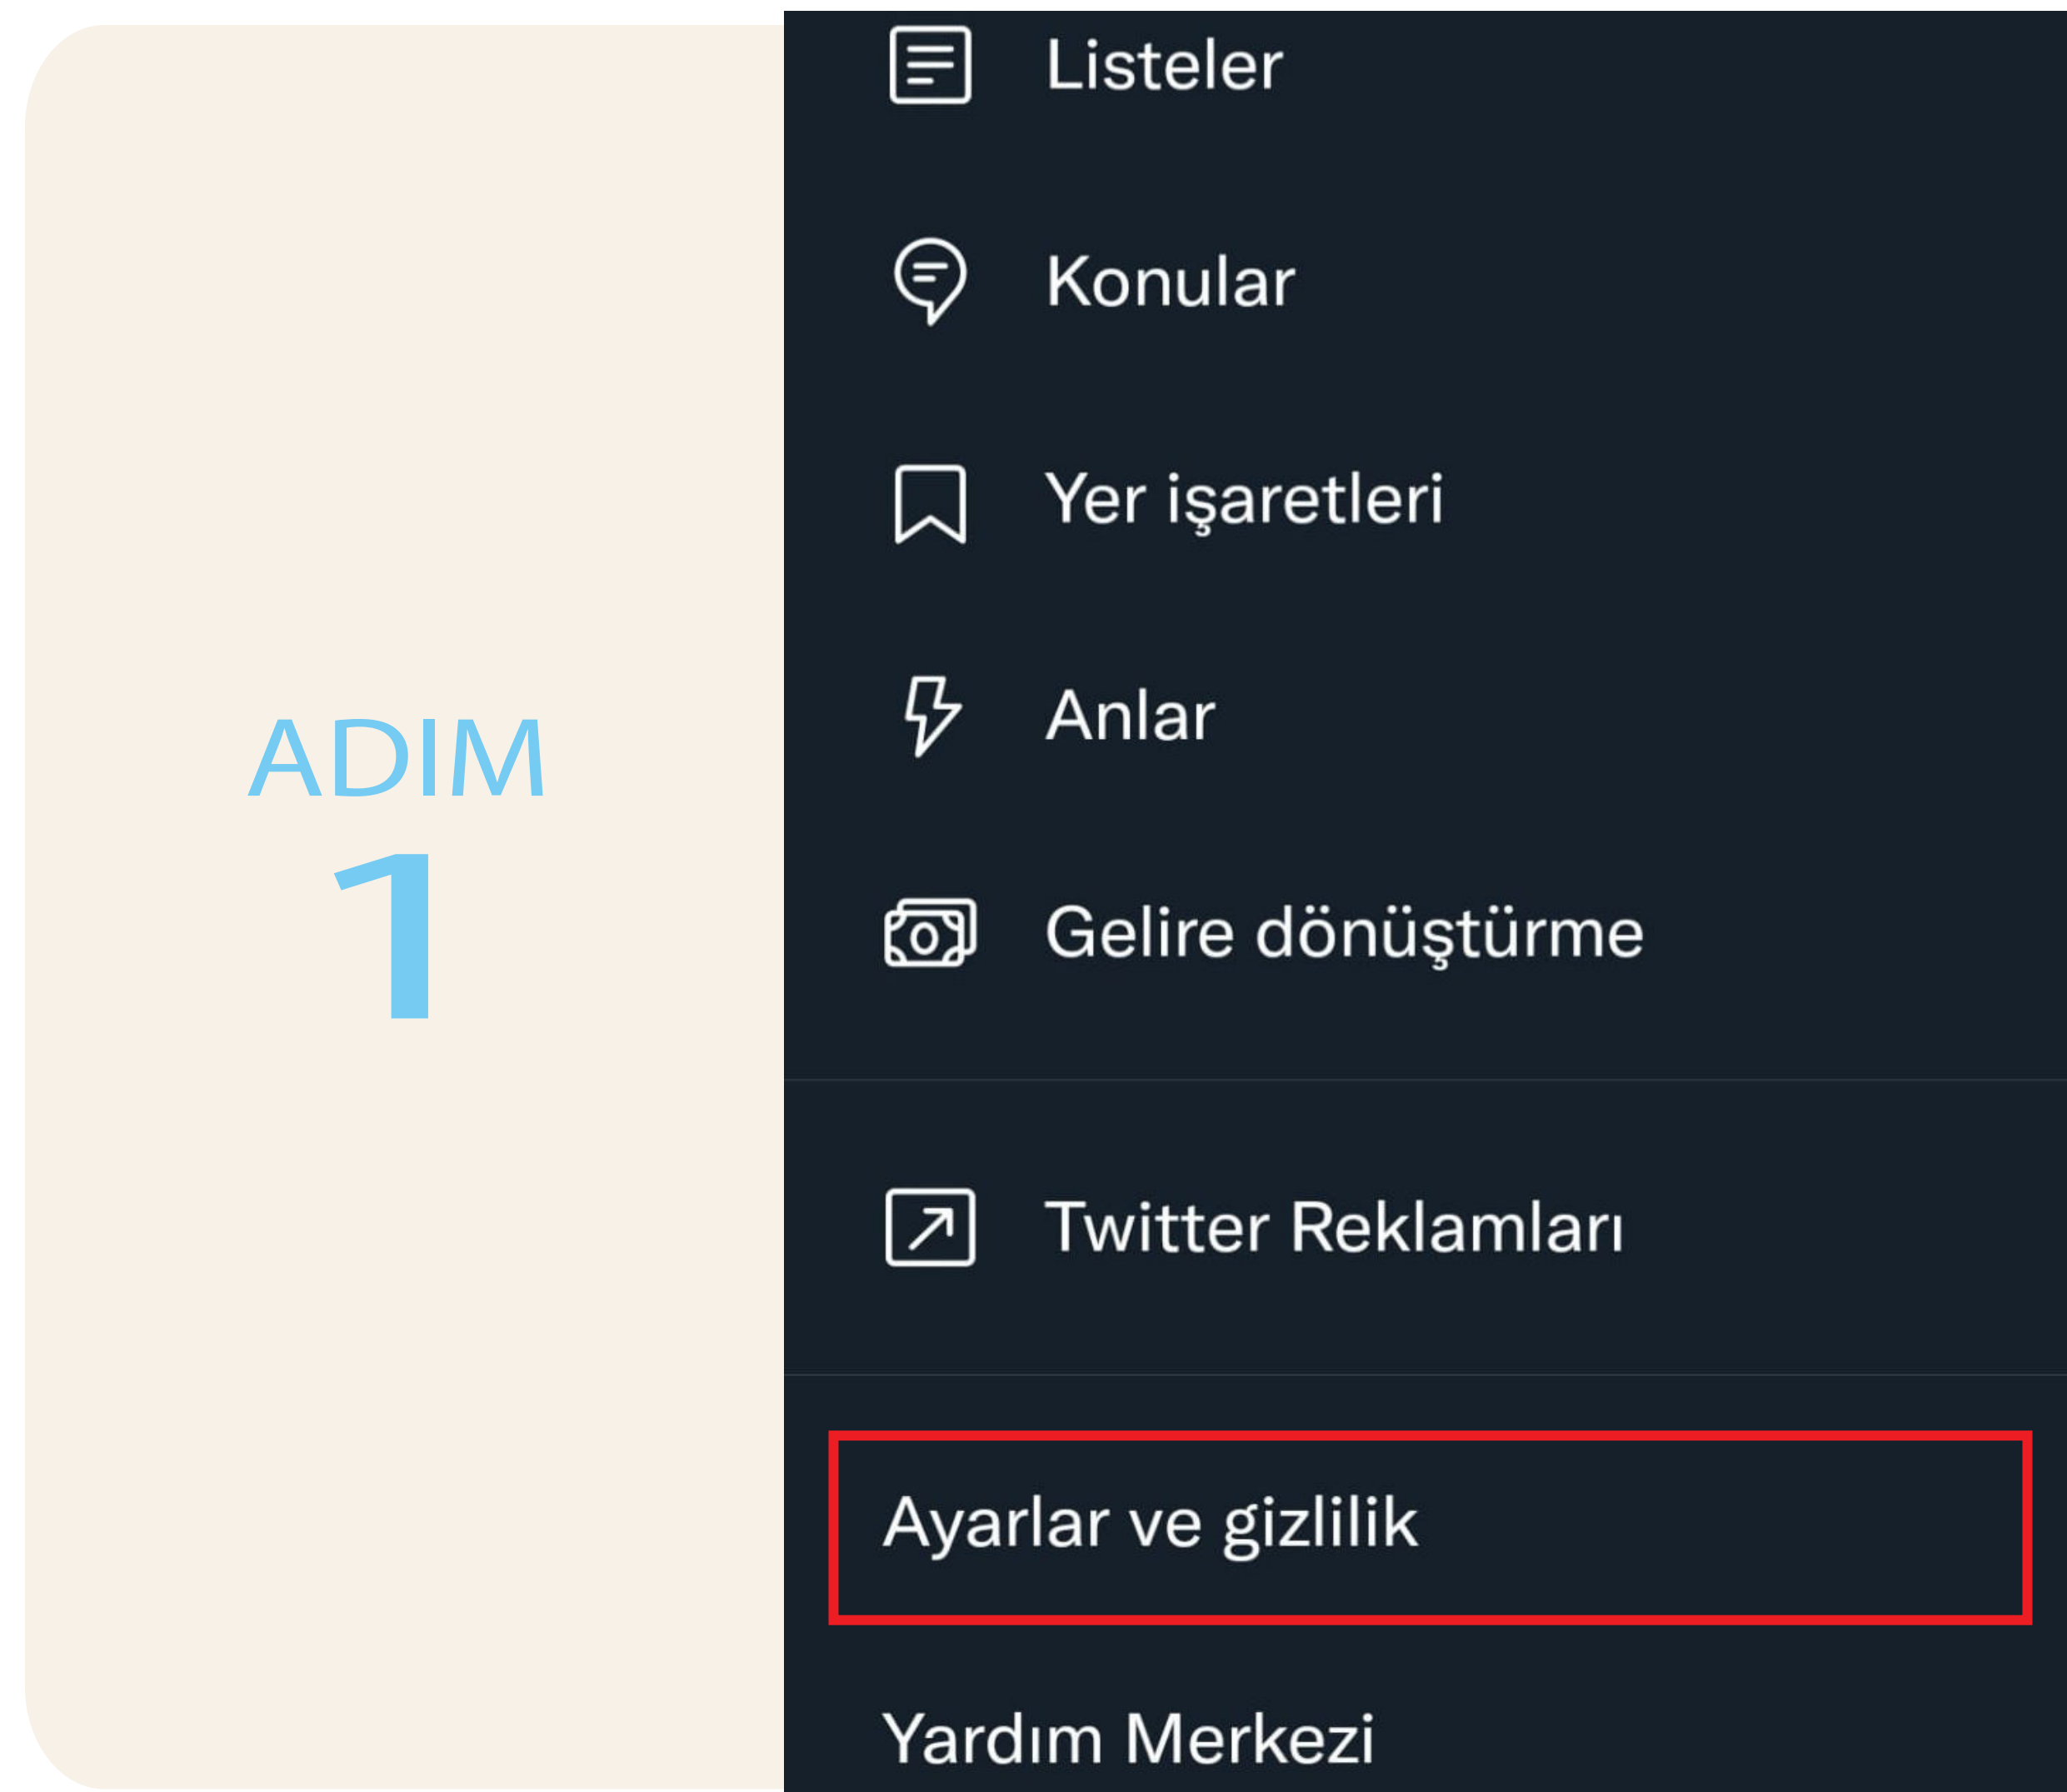 ADIM
1
Listeler
Konular
Yer işaretleri
Anlar
Gelire dönüştürme
Twitter Reklamları
Ayarlar ve gizlilik
Yardım Merkezi